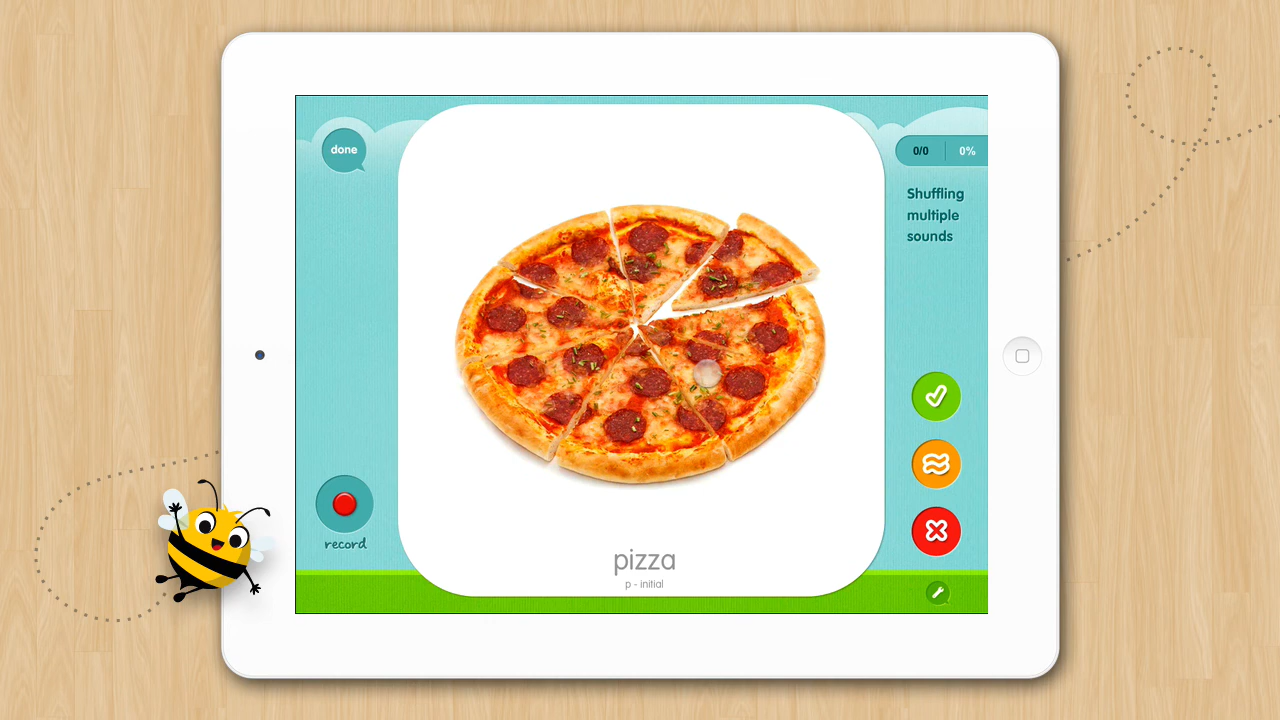 done
0/0 0%
Shuffling
multiple
sounds
record
pizza
p - initial